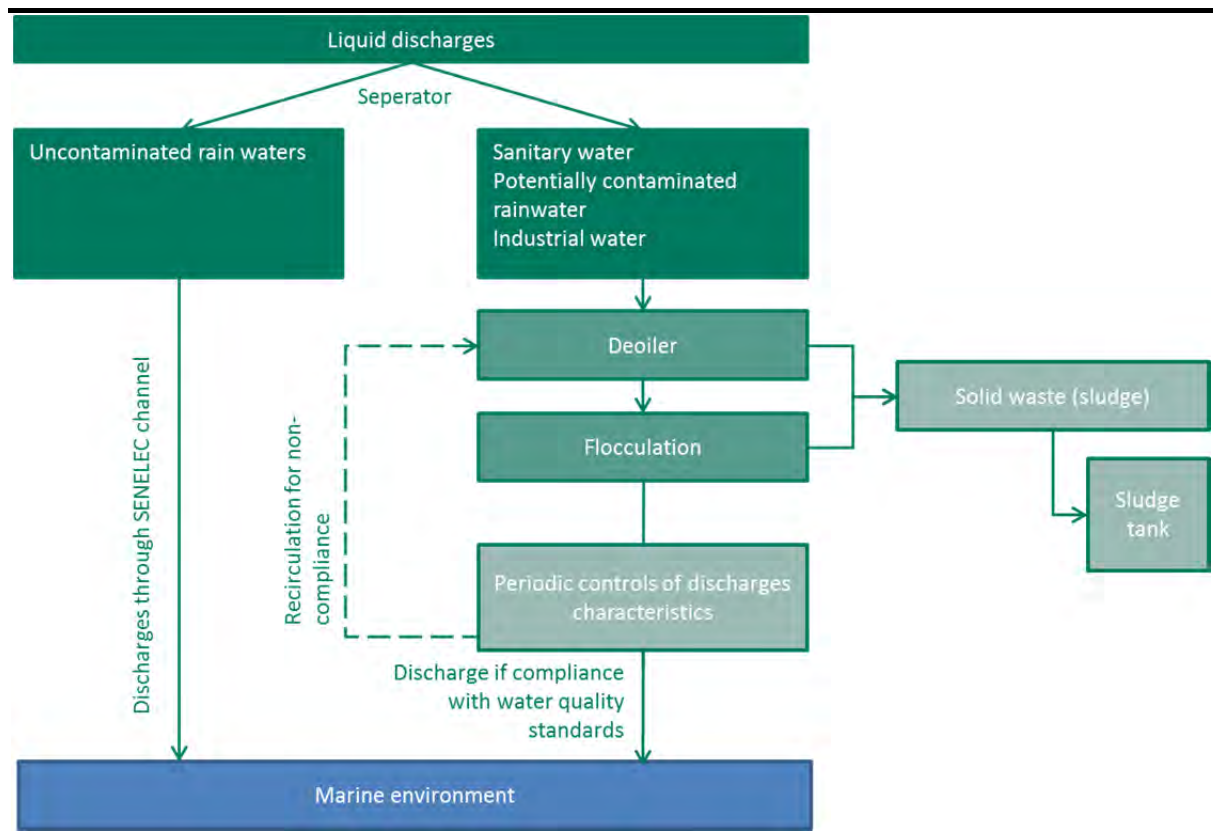 Liquid discharges
Seperator
Uncontaminated rain waters
Sanitary water
Potentially contaminated
rainwater
Industrial water
Deoiler
Solid waste (sludge)
Flocculation
Sludge
tank
Discharges through SENELEC channel
Recirculation for non-
compliance
Periodic controls of discharges
characteristics
Discharge if compliance
with water quality
standards
Marine environment